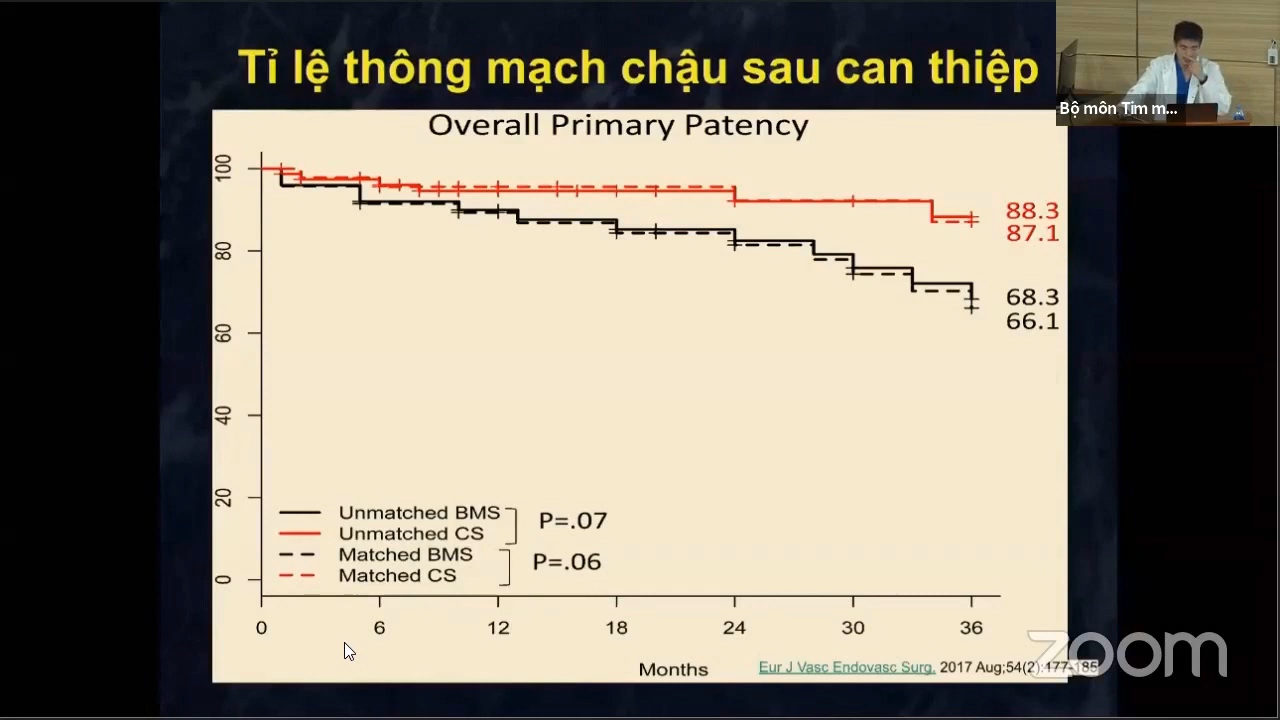 Tỉ lệ thông mạch chậu sau can thiệp
Bộ môn Tim m...
Overall Primary Patency
100
80
60
40
20
0
88.3
87.1
68.3
66.1
Unmatched BMS
Unmatched CS
P=.07
Matched BMS
Matched CS
P=.06
0 6 12 18 24 30 36
Months
Eur J Vasc Endovasc Surg. 2017 Aug;54(2):177-185
zoom